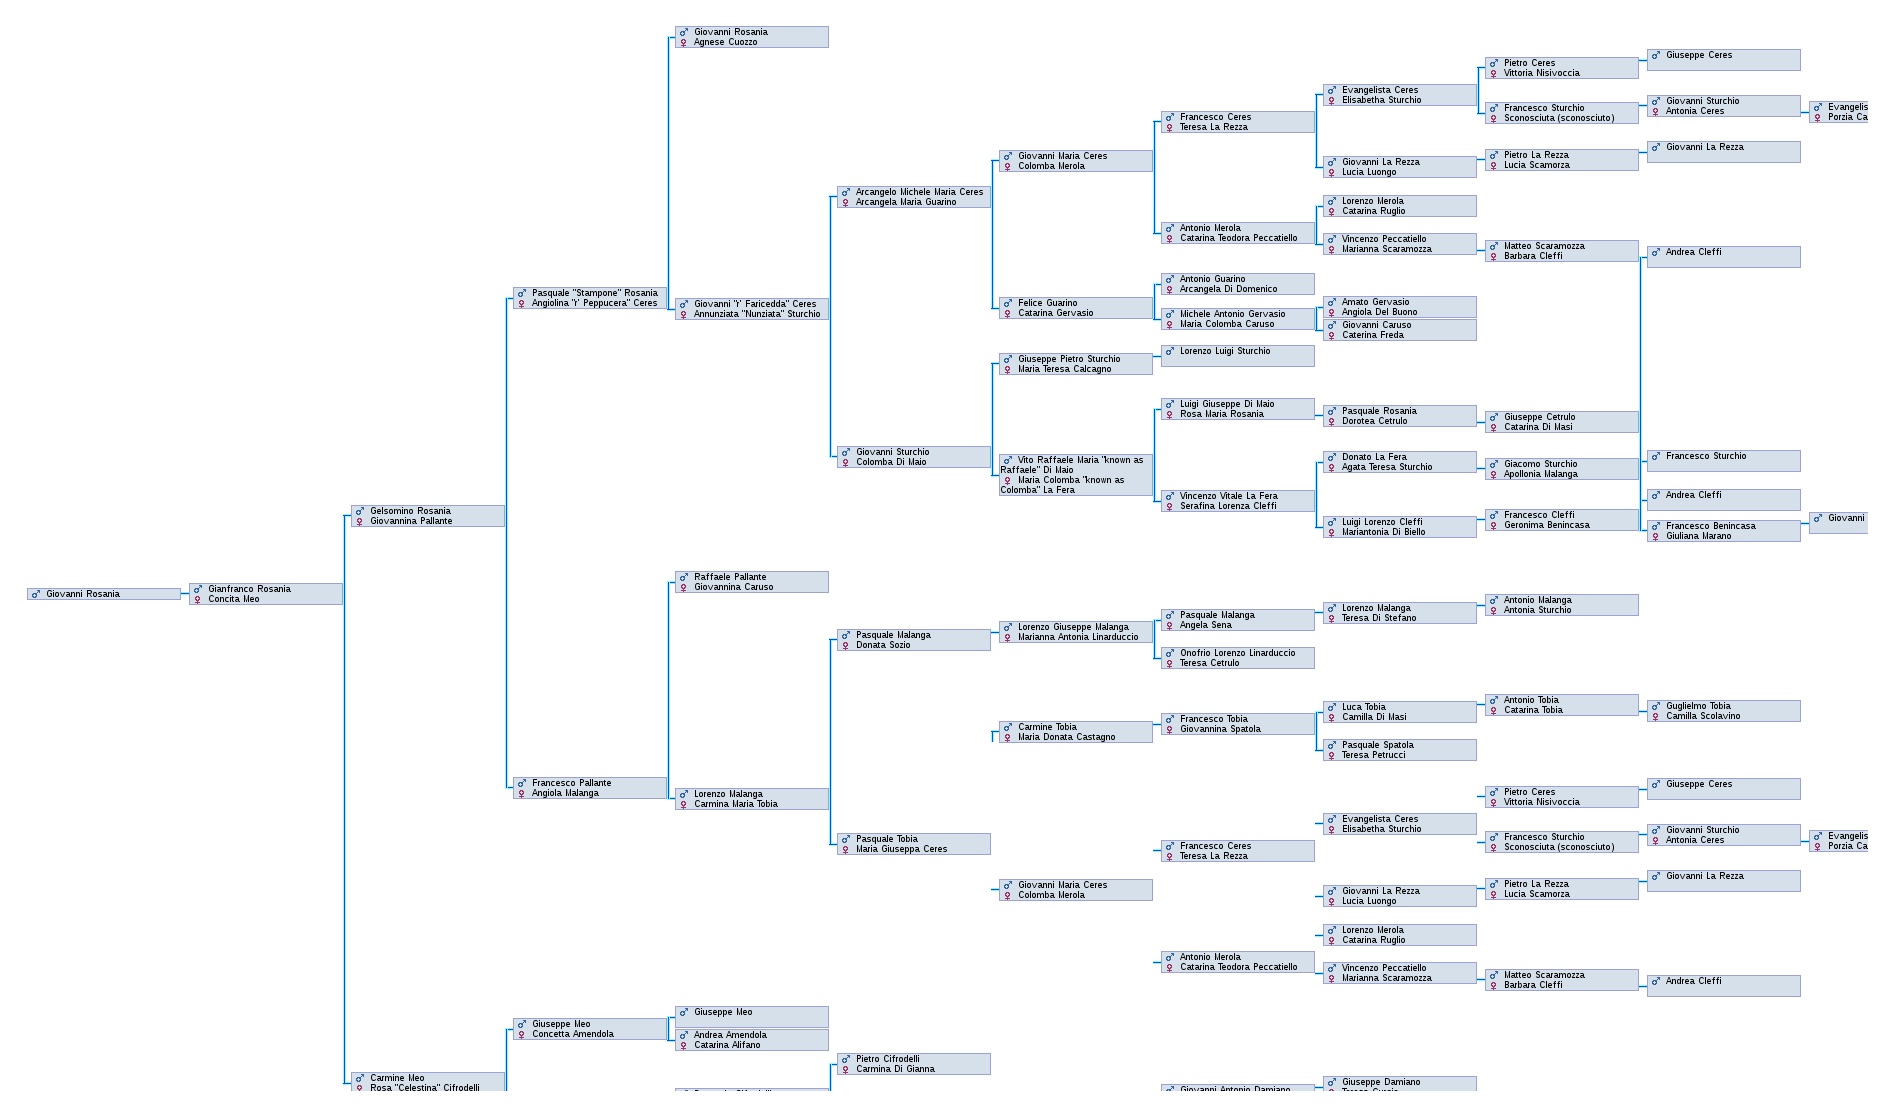 Giovanni Rosania
Gianfranco Rosania
Concita Meo
Gelsomino Rosania
Giovannina Pallante
Carmine Meo
Rosa "Celestina" Cifrodelli
Pasquale "Stampone" Rosania
Angiolina "r' Peppucera" Ceres
Francesco Pallante
Angiola Malanga
Giuseppe Meo
Concetta Amendola
Giovanni Rosania
Agnese Cuozzo
Giovanni "r' Faricedda" Ceres
Annunziata "Nunziata" Sturchio
Raffaele Pallante
Giovannina Caruso
Lorenzo Malanga
Carmina Maria Tobia
Giuseppe Meo
Andrea Amendola
Catarina Alifano
Arcangelo Michele Maria Ceres
Arcangela Maria Guarino
Giovanni Sturchio
Colomba Di Maio
Pasquale Malanga
Donata Sozio
Pasquale Tobia
Maria Giuseppa Ceres
Pietro Cifrodelli
Carmina Di Gianna
Giovanni Maria Ceres
Colomba Merola
Felice Guarino
Catarina Gervasio
Giuseppe Pietro Sturchio
Maria Teresa Calcagno
Vito Raffaele Maria "known as
Raffaele" Di Maio
Maria Colomba "known as
Colomba" La Fera
Lorenzo Giuseppe Malanga
Marianna Antonia Linarduccio
Carmine Tobia
Maria Donata Castagno
Giovanni Maria Ceres
Colomba Merola
Francesco Ceres
Teresa La Rezza
Antonio Merola
Catarina Teodora Peccatiello
Antonio Guarino
Arcangela Di Domenico
Michele Antonio Gervasio
Maria Colomba Caruso
Lorenzo Luigi Sturchio
Luigi Giuseppe Di Maio
Rosa Maria Rosania
Vincenzo Vitale La Fera
Serafina Lorenza Cleffi
Pasquale Malanga
Angela Sena
Onofrio Lorenzo Linarduccio
Teresa Cetrulo
Francesco Tobia
Giovannina Spatola
Francesco Ceres
Teresa La Rezza
Antonio Merola
Catarina Teodora Peccatiello
Giovanni Antonio Damiano
Evangelista Ceres
Elisabetha Sturchio
Giovanni La Rezza
Lucia Luongo
Lorenzo Merola
Catarina Ruglio
Vincenzo Peccatiello
Marianna Scaramozza
Amato Gervasio
Angiola Del Buono
Giovanni Caruso
Caterina Freda
Pasquale Rosania
Dorotea Cetrulo
Donato La Fera
Agata Teresa Sturchio
Luigi Lorenzo Cleffi
Mariantonia Di Biello
Lorenzo Malanga
Teresa Di Stefano
Luca Tobia
Camilla Di Masi
Pasquale Spatola
Teresa Petrucci
Evangelista Ceres
Elisabetha Sturchio
Giovanni La Rezza
Lucia Luongo
Lorenzo Merola
Catarina Ruglio
Vincenzo Peccatiello
Marianna Scaramozza
Giuseppe Damiano
Pietro Ceres
Vittoria Nisivoccia
Francesco Sturchio
Sconosciuta (sconosciuto)
Pietro La Rezza
Lucia Scamorza
Matteo Scaramozza
Barbara Cleffi
Giuseppe Cetrulo
Catarina Di Masi
Giacomo Sturchio
Apollonia Malanga
Francesco Cleffi
Geronima Benincasa
Antonio Malanga
Antonia Sturchio
Antonio Tobia
Catarina Tobia
Pietro Ceres
Vittoria Nisivoccia
Francesco Sturchio
Sconosciuta (sconosciuto)
Pietro La Rezza
Lucia Scamorza
Matteo Scaramozza
Barbara Cleffi
Giuseppe Ceres
Giovanni Sturchio
Antonia Ceres
Giovanni La Rezza
Andrea Cleffi
Francesco Sturchio
Andrea Cleffi
Francesco Benincasa
Giuliana Marano
Guglielmo Tobia
Camilla Scolavino
Giuseppe Ceres
Giovanni Sturchio
Antonia Ceres
Giovanni La Rezza
Andrea Cleffi
Evangelis
Porzia Ca
Giovanni
Evangelis
Porzia Ca